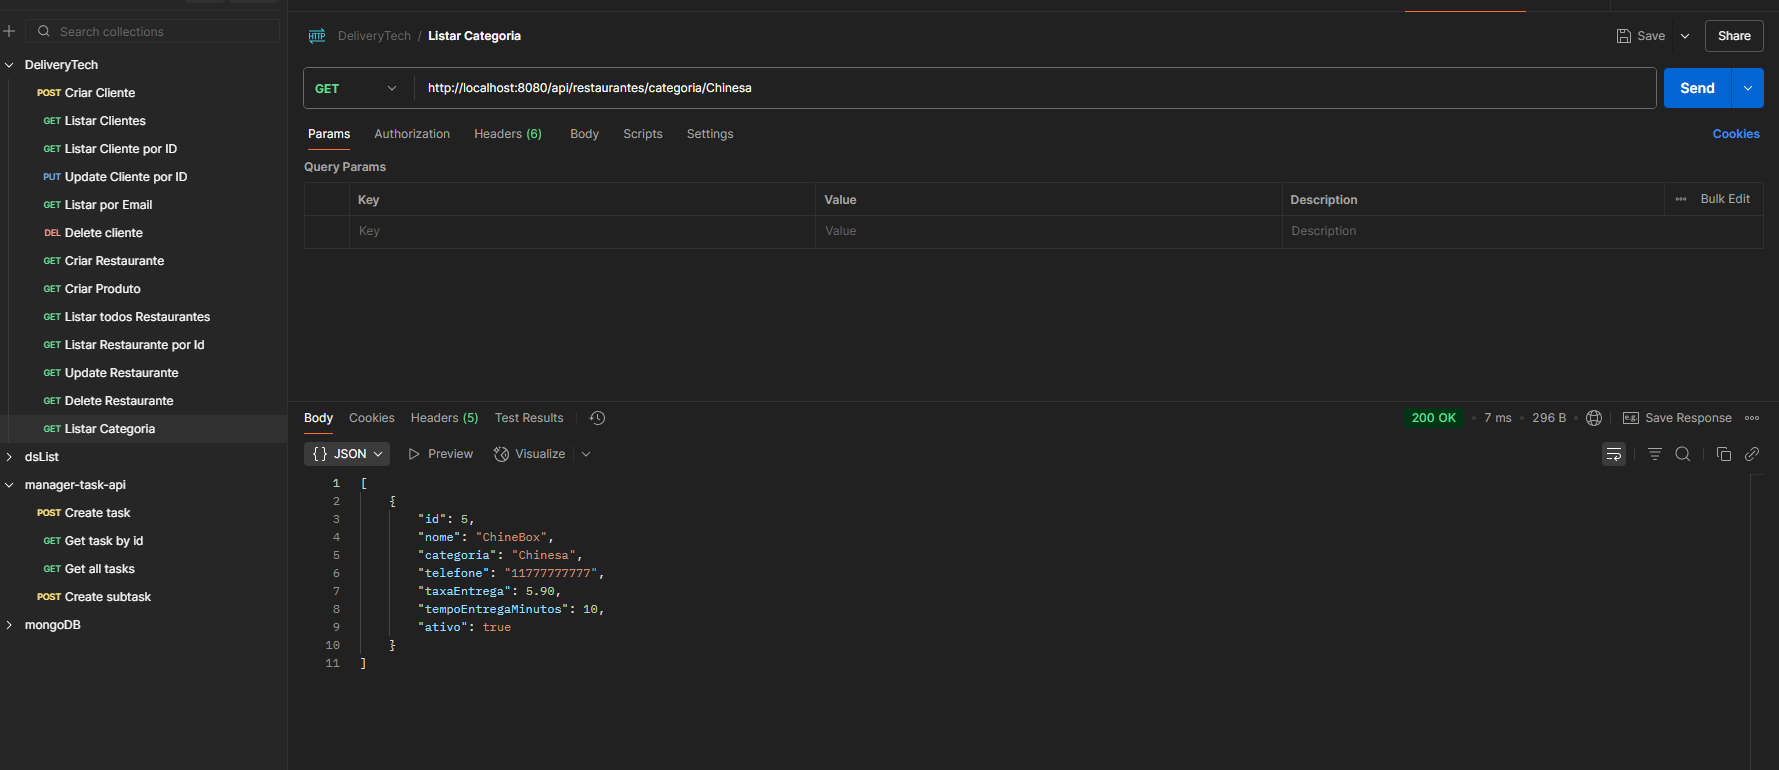 Search collections
DeliveryTech
POST Criar Cliente
GET Listar Clientes
GET Listar Cliente por ID
PUT Update Cliente por ID
GET Listar por Email
DEL Delete cliente
GET Criar Restaurante
GET Criar Produto
GET Listar todos Restaurantes
GET Listar Restaurante por Id
GET Update Restaurante
GET Delete Restaurante
GET Listar Categoria
dsList
manager-task-api
POST Create task
GET Get task by id
GET Get all tasks
POST Create subtask
mongoDB
HTTP DeliveryTech / Listar Categoria
Save
Share
GET http://localhost:8080/api/restaurantes/categoria/Chinesa
Send
Params Authorization Headers (6) Body Scripts Settings
Cookies
Query Params
Key Value Description Bulk Edit
Key Value Description
Body Cookies Headers (5) Test Results
200 OK • 7 ms • 296 B • e.g. Save Response
{} JSON Preview Visualize
1 [
2 {
3 "id": 5,
4 "nome": "ChineBox",
5 "categoria": "Chinesa",
6 "telefone": "11777777777",
7 "taxaEntrega": 5.90,
8 "tempoEntregaMinutos": 10,
9 "ativo": true
10 }
11 ]